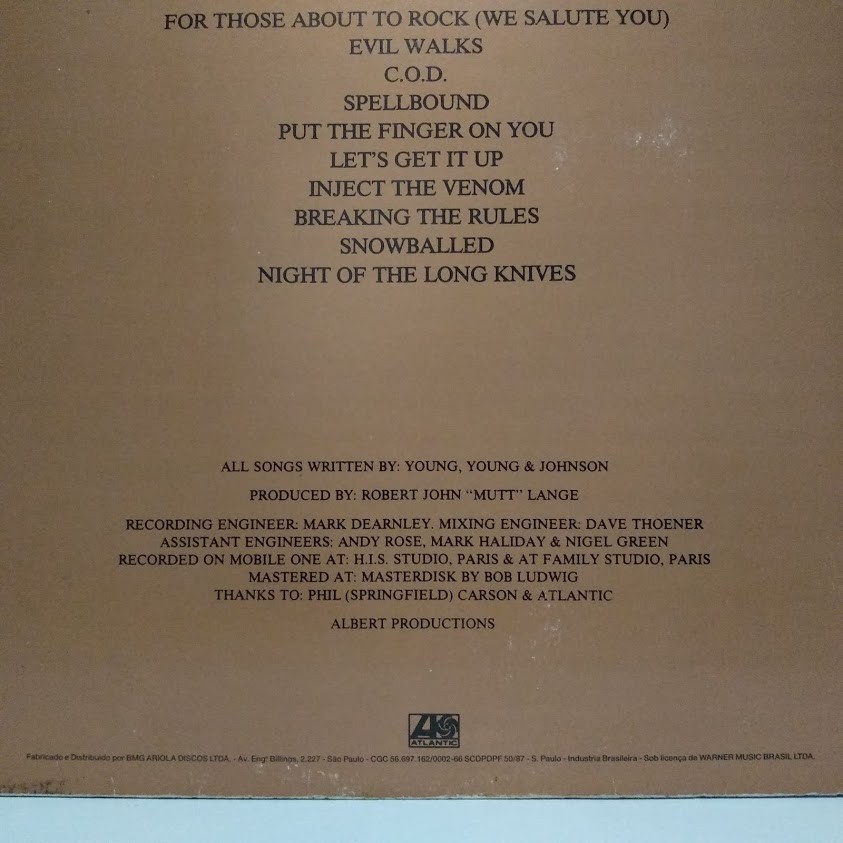 FOR THOSE ABOUT TO ROCK (WE SALUTE YOU)
EVIL WALKS
C.O.D.
SPELLBOUND
PUT THE FINGER ON YOU
LET'S GET IT UP
INJECT THE VENOM
BREAKING THE RULES
SNOWBALLED
NIGHT OF THE LONG KNIVES
ALL SONGS WRITTEN BY: YOUNG, YOUNG & JOHNSON
PRODUCED BY: ROBERT JOHN “MUTT” LANGE
RECORDING ENGINEER: MARK DEARNLEY. MIXING ENGINEER: DAVE THOENER
ASSISTANT ENGINEERS: ANDY ROSE, MARK HALIDAY & NIGEL GREEN
RECORDED ON MOBILE ONE AT: H.I.S. STUDIO, PARIS & AT FAMILY STUDIO, PARIS
MASTERED AT: MASTERDISK BY BOB LUDWIG
THANKS TO: PHIL (SPRINGFIELD) CARSON & ATLANTIC
ALBERT PRODUCTIONS
ATLANTIC
Fabricado e Distribuido por BMG ARIOLA DISCOS LTDA. - Av. Engº Billinos, 2.227 - São Paulo - CGC 56.697.162/0002-66 SCDPDPF 50/87 - S. Paulo - Industria Brasileira - Sob licença de WARNER MUSIC BRASIL LTDA.